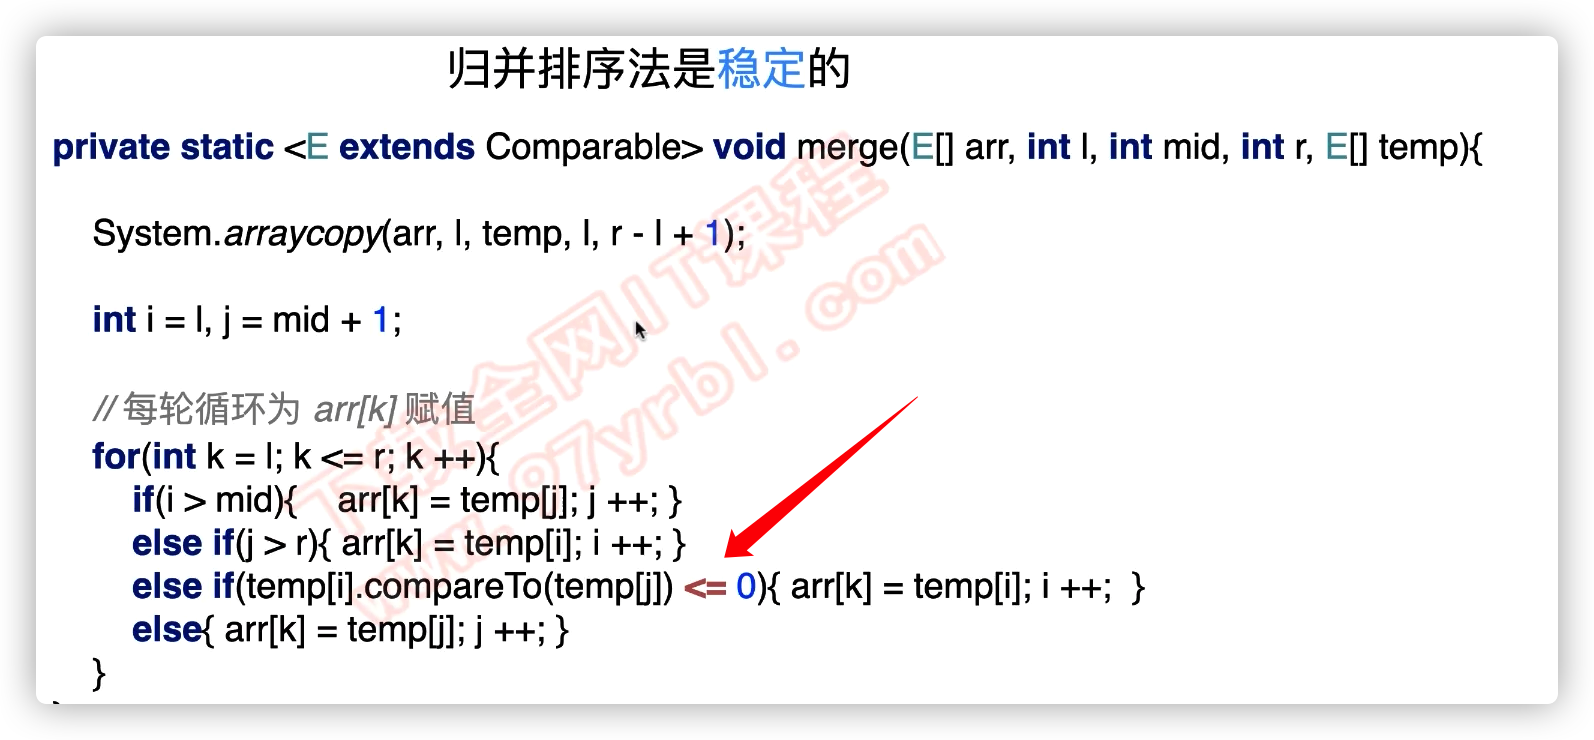 归并排序法是稳定的
private static <E extends Comparable> void merge(E[] arr, int l, int mid, int r, E[] temp){
System.arraycopy(arr, l, temp, l, r - l + 1);
int i = l, j = mid + 1;
// 每轮循环为 arr[k] 赋值
for(int k = l; k <= r; k ++){
if(i > mid){ arr[k] = temp[j]; j ++; }
else if(j > r){ arr[k] = temp[i]; i ++; }
else if(temp[i].compareTo(temp[j]) <= 0){ arr[k] = temp[i]; i ++; }
else{ arr[k] = temp[j]; j ++; }
}
下载全网IT课程
www.97yrbl.com